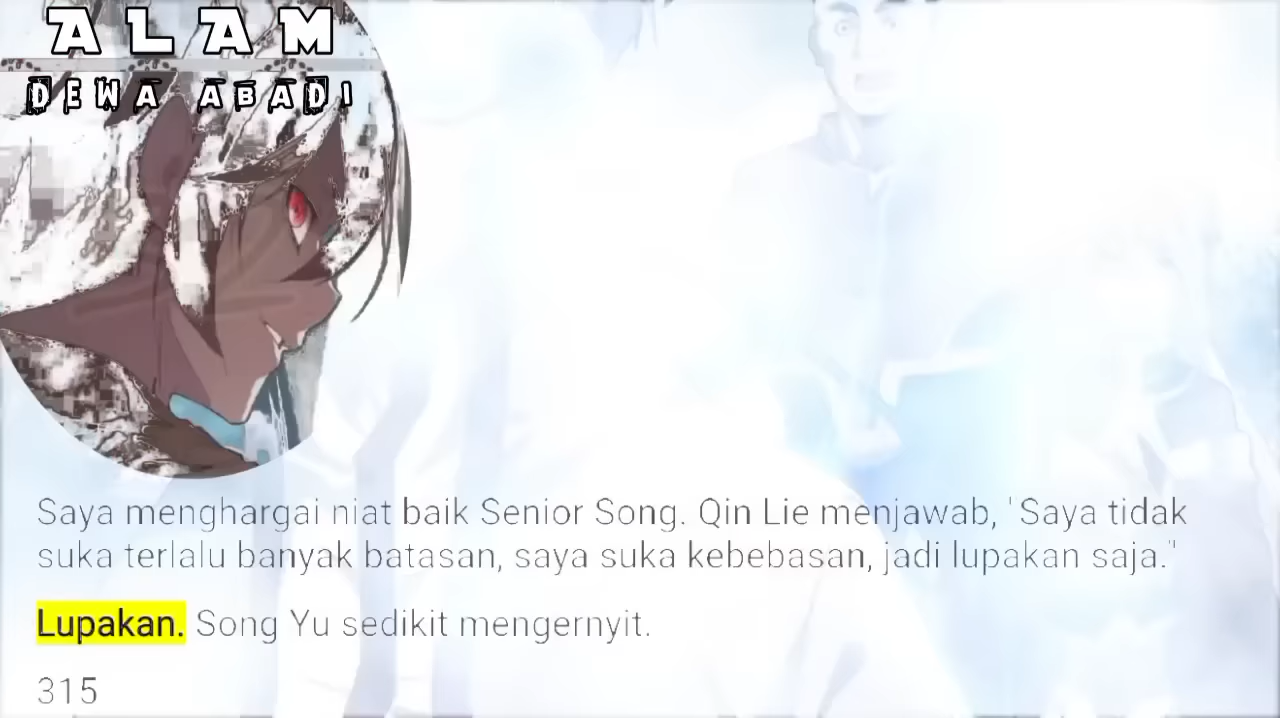 ALAM
DEWA ABADI
Saya menghargai niat baik Senior Song. Qin Lie menjawab, 'Saya tidak
suka terlalu banyak batasan, saya suka kebebasan, jadi lupakan saja."
Lupakan. Song Yu sedikit mengernyit.
315